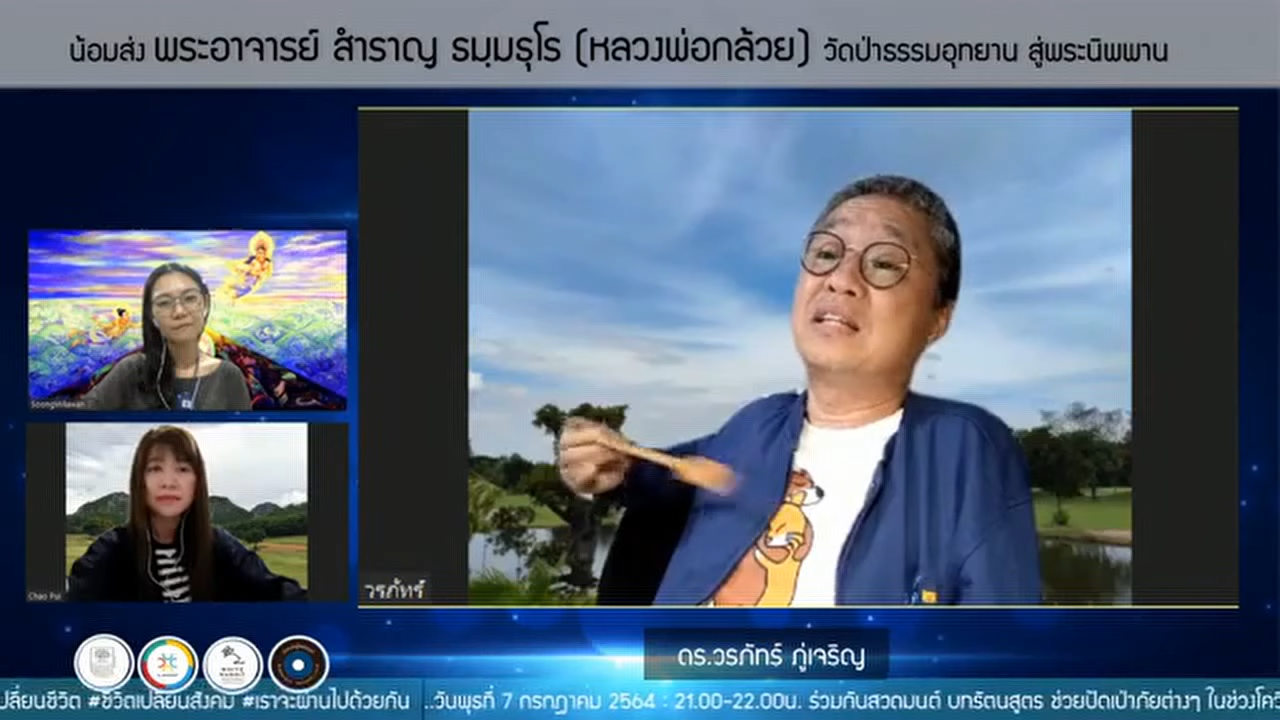 น้อมส่ง พระอาจารย์ สำราญ ธมฺมธุโร (หลวงพ่อกล้วย) วัดป่าธรรมอุทยาน สู่พระนิพพาน
Chao Pui
วรภัทร์
ดร.วรภัทร์ ภู่เจริญ
ปลี่ยนชีวิต #ชีวิตเปลี่ยนสังคม #เราจะผ่านไปด้วยกัน ..วันพุธที่ 7 กรกฎาคม 2564 : 21.00-22.00น. ร่วมกันสวดมนต์ บทรัตนสูตร ช่วยปัดเป่าภัยต่างๆ ในช่วงโควิ